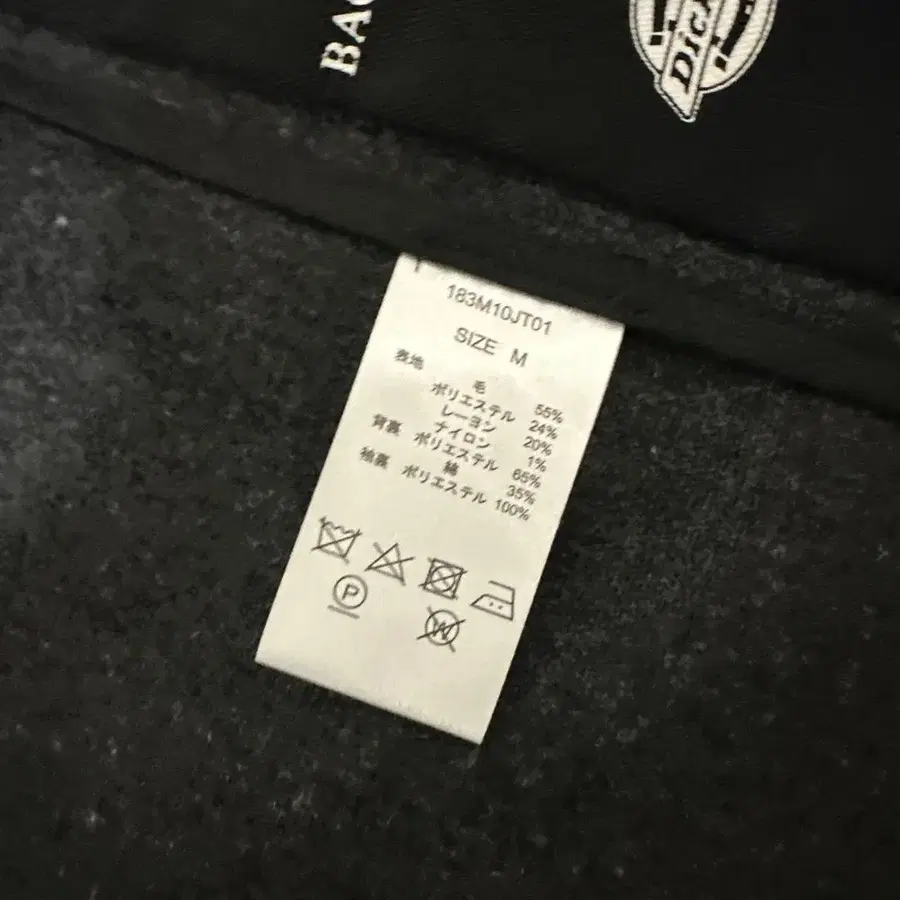 BAC
Dick
183M10JT01
SIZE M
表地 毛 55%
ポリエステル 24%
レーヨン 20%
ナイロン 1%
背裏 ポリエステル 65%
綿 35%
袖裏 ポリエステル 100%
P
W